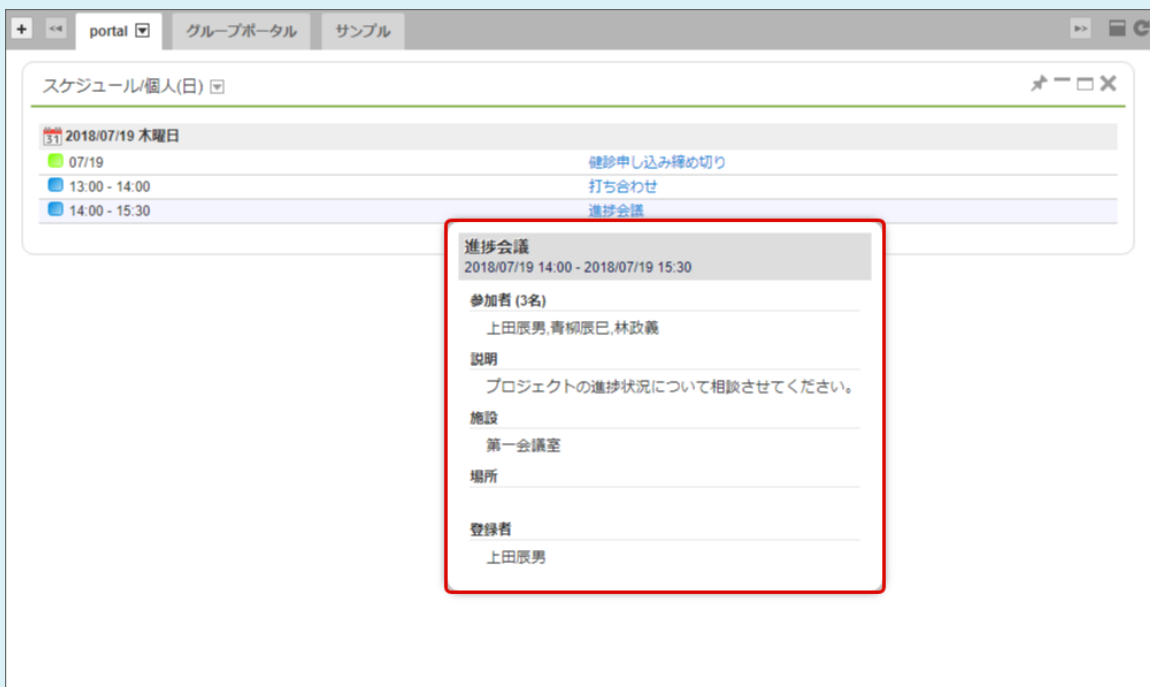 portal
グループポータル
サンプル
スケジュール/個人(日)
31 2018/07/19 木曜日
07/19 健診申し込み締め切り
13:00 - 14:00 打ち合わせ
14:00 - 15:30 進捗会議
進捗会議
2018/07/19 14:00 - 2018/07/19 15:30
参加者 (3名)
上田辰男,青柳辰巳,林政義
説明
プロジェクトの進捗状況について相談させてください。
施設
第一会議室
場所
登録者
上田辰男